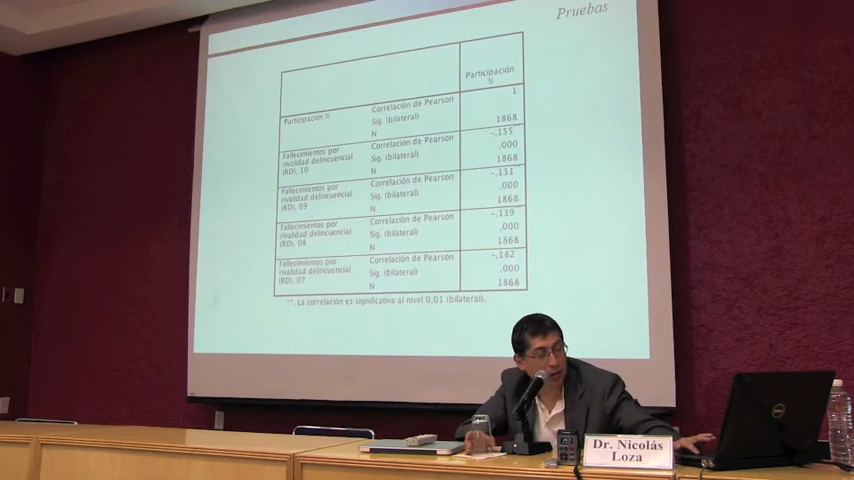 Pruebas
Participación
%
Participación % Correlación de Pearson 1
Sig. (bilateral)
N 1868
Fallecimientos por Correlación de Pearson -,155
rivalidad delincuencial Sig. (bilateral) ,000
(RD), 10 N 1868
Fallecimientos por Correlación de Pearson -,131
rivalidad delincuencial Sig. (bilateral) ,000
(RD), 09 N 1868
Fallecimientos por Correlación de Pearson -,139
rivalidad delincuencial Sig. (bilateral) ,000
(RD), 08 N 1868
Fallecimientos por Correlación de Pearson -,182
rivalidad delincuencial Sig. (bilateral) ,000
(RD), 07 N 1868
**. La correlación es significativa al nivel 0,01 (bilateral).
Dr. Nicolás
Loza
DELL